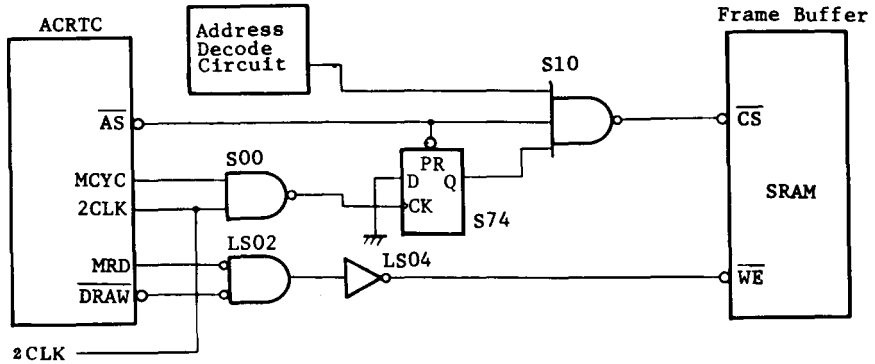 ACRTC
Address
Decode
Circuit
Frame Buffer
S10
AS
CS
S00
PR
D Q
CK
S74
MCYC
2CLK
SRAM
LS02
LS04
MRD
DRAW
WE
2CLK